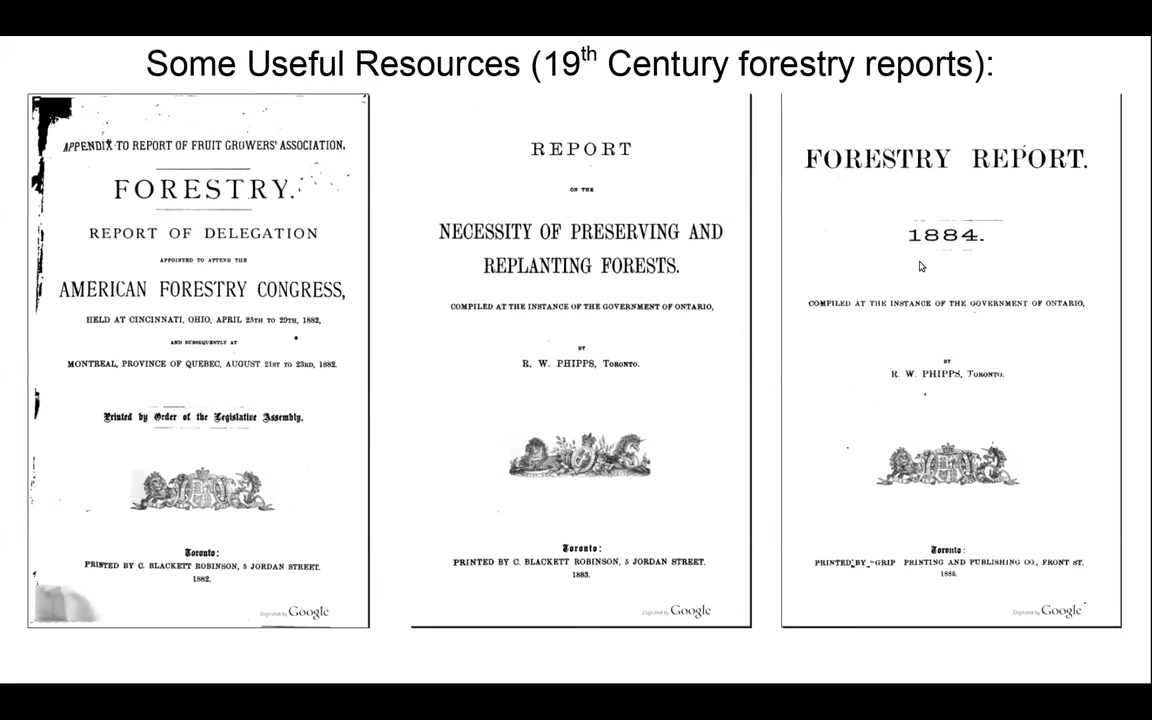 Some Useful Resources (19th Century forestry reports):
APPENDIX TO REPORT OF FRUIT GROWERS' ASSOCIATION.
FORESTRY.
REPORT OF DELEGATION
APPOINTED TO ATTEND THE
AMERICAN FORESTRY CONGRESS,
HELD AT CINCINNATI, OHIO, APRIL 25TH TO 29TH, 1882,
AND SUBSEQUENTLY AT
MONTREAL, PROVINCE OF QUEBEC, AUGUST 21ST TO 23RD, 1882.
Printed by Order of the Legislative Assembly.
Toronto:
PRINTED BY C. BLACKETT ROBINSON, 5 JORDAN STREET.
1882.
Digitized by Google
REPORT
ON THE
NECESSITY OF PRESERVING AND
REPLANTING FORESTS.
COMPILED AT THE INSTANCE OF THE GOVERNMENT OF ONTARIO,
BY
R. W. PHIPPS, TORONTO.
Toronto:
PRINTED BY C. BLACKETT ROBINSON, 5 JORDAN STREET.
1883.
Digitized by Google
FORESTRY REPORT.
1884.
COMPILED AT THE INSTANCE OF THE GOVERNMENT OF ONTARIO,
BY
R. W. PHIPPS, TORONTO.
Toronto:
PRINTED BY "GRIP PRINTING AND PUBLISHING CO., FRONT ST.
1885.
Digitized by Google